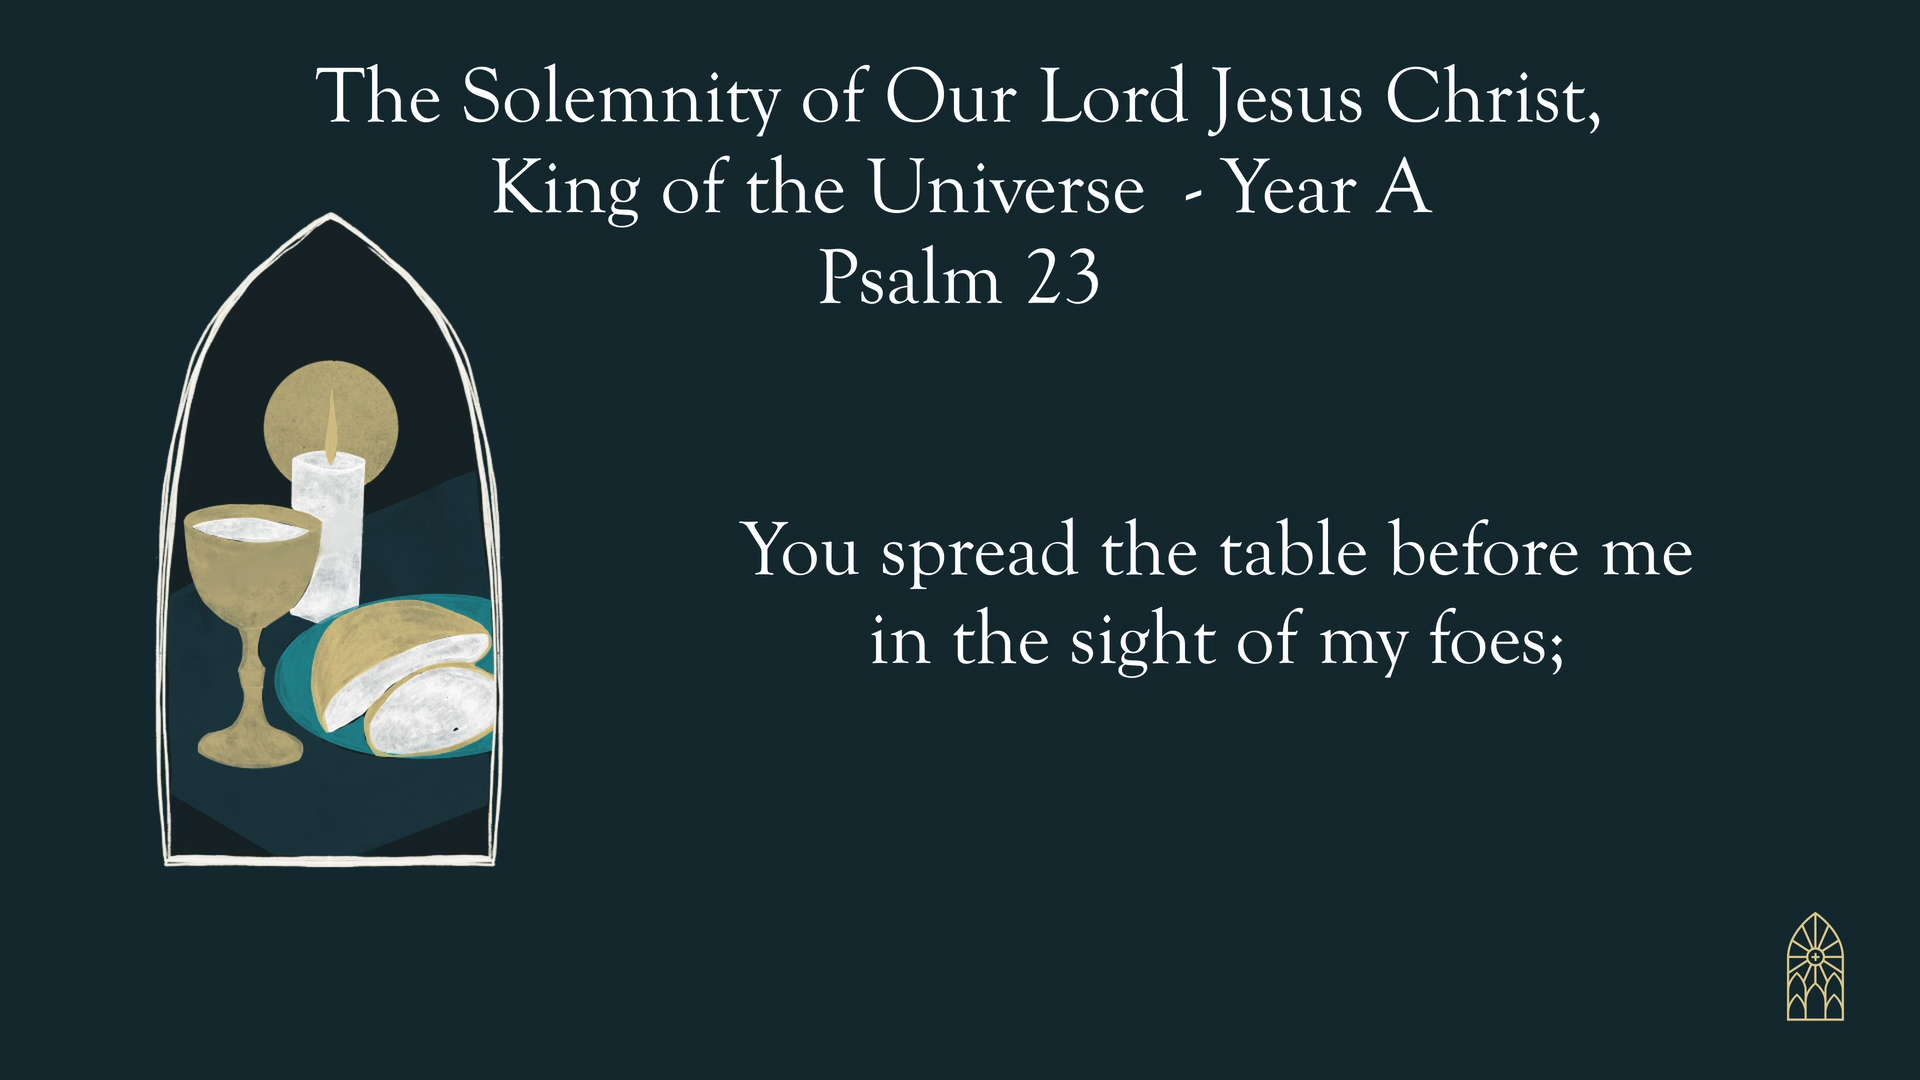 The Solemnity of Our Lord Jesus Christ,
King of the Universe - Year A
Psalm 23
You spread the table before me
in the sight of my foes;